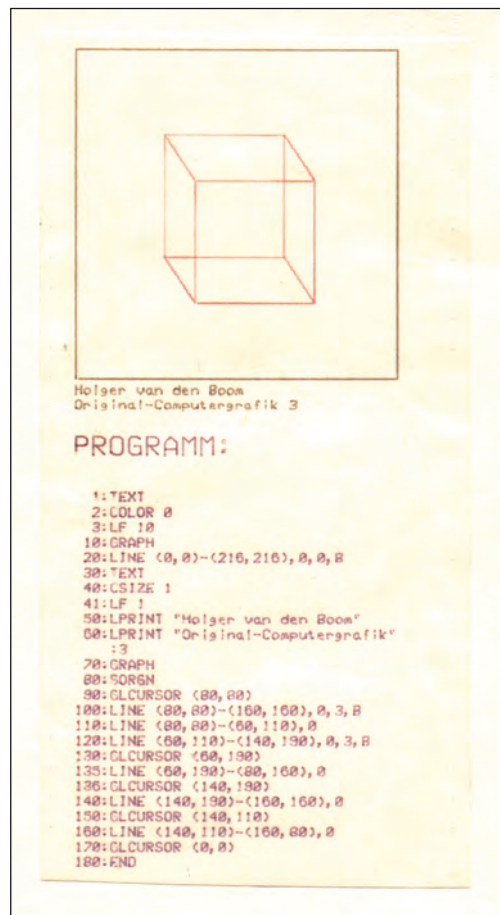 Holger van den Boom
Original-Computergrafik 3
PROGRAMM:
1:TEXT
2:COLOR 0
3:LF 10
10:GRAPH
20:LINE (0,0)-(216,216),0,0,B
30:TEXT
40:CSIZE 1
41:LF 1
50:LPRINT "Holger van den Boom"
60:LPRINT "Original-Computergrafik"
:3
70:GRAPH
80:SORGN
90:GLCURSOR (80,80)
100:LINE (80,80)-(160,160),0,3,B
110:LINE (80,80)-(60,110),0
120:LINE (60,110)-(140,190),0,3,B
130:GLCURSOR (60,190)
135:LINE (60,190)-(80,160),0
136:GLCURSOR (140,190)
140:LINE (140,190)-(160,160),0
150:GLCURSOR (140,110)
160:LINE (140,110)-(160,80),0
170:GLCURSOR (0,0)
180:END